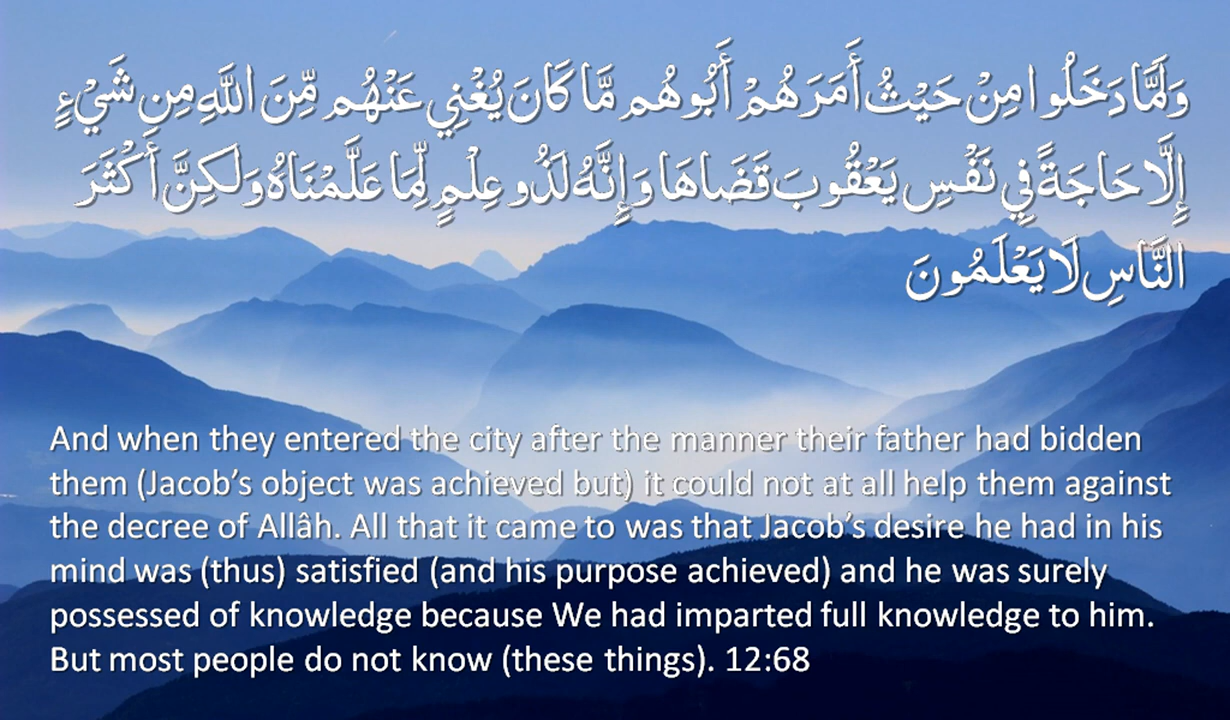 وَلَمَّا دَخَلُوا مِنْ حَيْثُ أَمَرَهُمْ أَبُوهُم مَّا كَانَ يُغْنِي عَنْهُم مِّنَ اللَّهِ مِن شَيْءٍ
إِلَّا حَاجَةً فِي نَفْسِ يَعْقُوبَ قَضَاهَا وَإِنَّهُ لَذُو عِلْمٍ لِّمَا عَلَّمْنَاهُ وَلَكِنَّ أَكْثَرَ
النَّاسِ لَا يَعْلَمُونَ
And when they entered the city after the manner their father had bidden
them (Jacob’s object was achieved but) it could not at all help them against
the decree of Allâh. All that it came to was that Jacob’s desire he had in his
mind was (thus) satisfied (and his purpose achieved) and he was surely
possessed of knowledge because We had imparted full knowledge to him.
But most people do not know (these things). 12:68